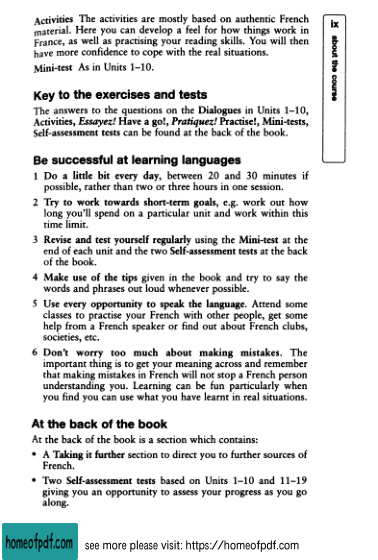 Activities The activities are mostly based on authentic French
material. Here you can develop a feel for how things work in
France, as well as practising your reading skills. You will then
have more confidence to cope with the real situations.
Mini-test As in Units 1–10.
Key to the exercises and tests
The answers to the questions on the Dialogues in Units 1–10,
Activities, Essayez! Have a go!, Pratiquez! Practise!, Mini-tests,
Self-assessment tests can be found at the back of the book.
Be successful at learning languages
1 Do a little bit every day, between 20 and 30 minutes if
possible, rather than two or three hours in one session.
2 Try to work towards short-term goals, e.g. work out how
long you'll spend on a particular unit and work within this
time limit.
3 Revise and test yourself regularly using the Mini-test at the
end of each unit and the two Self-assessment tests at the back
of the book.
4 Make use of the tips given in the book and try to say the
words and phrases out loud whenever possible.
5 Use every opportunity to speak the language. Attend some
classes to practise your French with other people, get some
help from a French speaker or find out about French clubs,
societies, etc.
6 Don't worry too much about making mistakes. The
important thing is to get your meaning across and remember
that making mistakes in French will not stop a French person
understanding you. Learning can be fun particularly when
you find you can use what you have learnt in real situations.
At the back of the book
At the back of the book is a section which contains:
• A Taking it further section to direct you to further sources of
French.
• Two Self-assessment tests based on Units 1–10 and 11–19
giving you an opportunity to assess your progress as you go
along.
ix
about the course
homeofpdf.com
see more please visit: https://homeofpdf.com